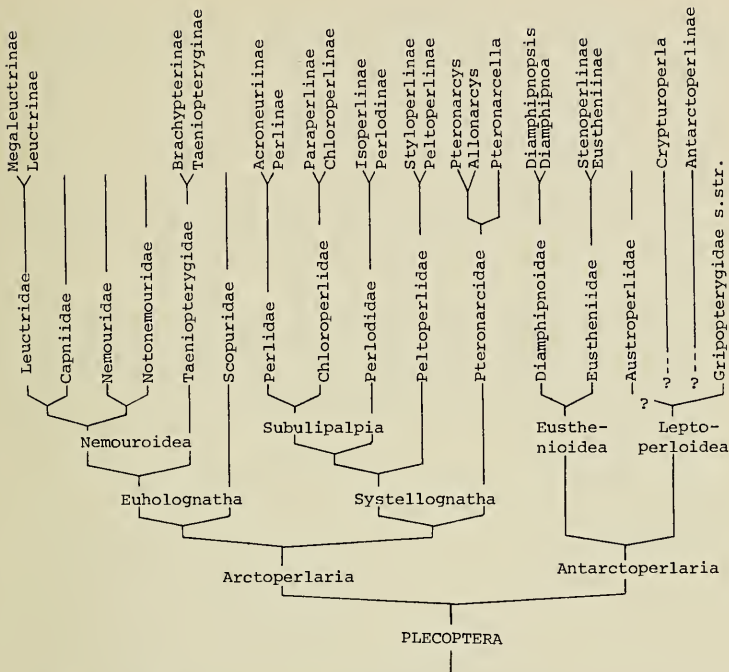 Megaleuctrinae
Leuctrinae
Brachypterinae
Taeniopteryginae
Acroneuriinae
Perlinae
Paraperlinae
Chloroperlinae
Isoperlinae
Perlodinae
Styloperlinae
Peltoperlinae
Pteronarcys
Allonarcys
Pteronarcella
Diamphipnopsis
Diamphipnoa
Stenoperlinae
Eustheniinae
Crypturoperla
Antarctoperlinae
Leuctridae
Capniidae
Nemouridae
Notonemouridae
Taeniopterygidae
Scopuridae
Perlidae
Chloroperlidae
Perlodidae
Peltoperlidae
Pteronarcidae
Diamphipnoidae
Eustheniidae
Austroperlidae
?
?
Gripopterygidae s.str.
?
Nemouroidea
Subulipalpia
Eusthe-
nioidea
Lepto-
perloidea
Euholognatha
Systellognatha
Arctoperlaria
Antarctoperlaria
PLECOPTERA